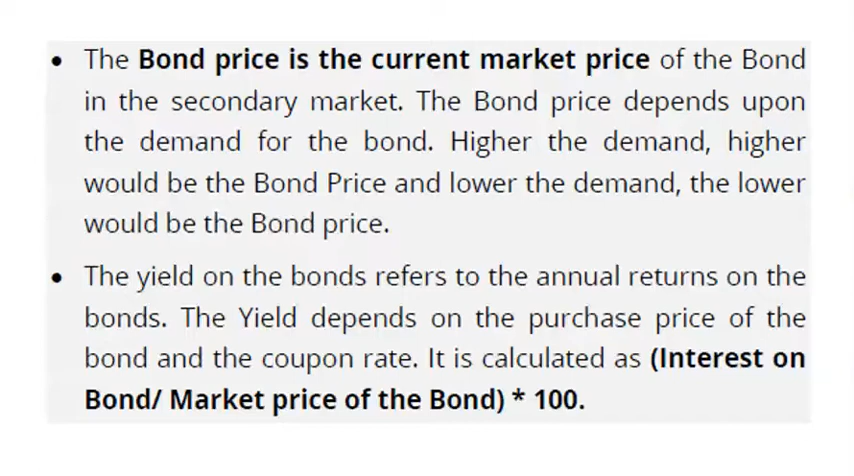 • The Bond price is the current market price of the Bond
in the secondary market. The Bond price depends upon
the demand for the bond. Higher the demand, higher
would be the Bond Price and lower the demand, the lower
would be the Bond price.
• The yield on the bonds refers to the annual returns on the
bonds. The Yield depends on the purchase price of the
bond and the coupon rate. It is calculated as (Interest on
Bond/ Market price of the Bond) * 100.